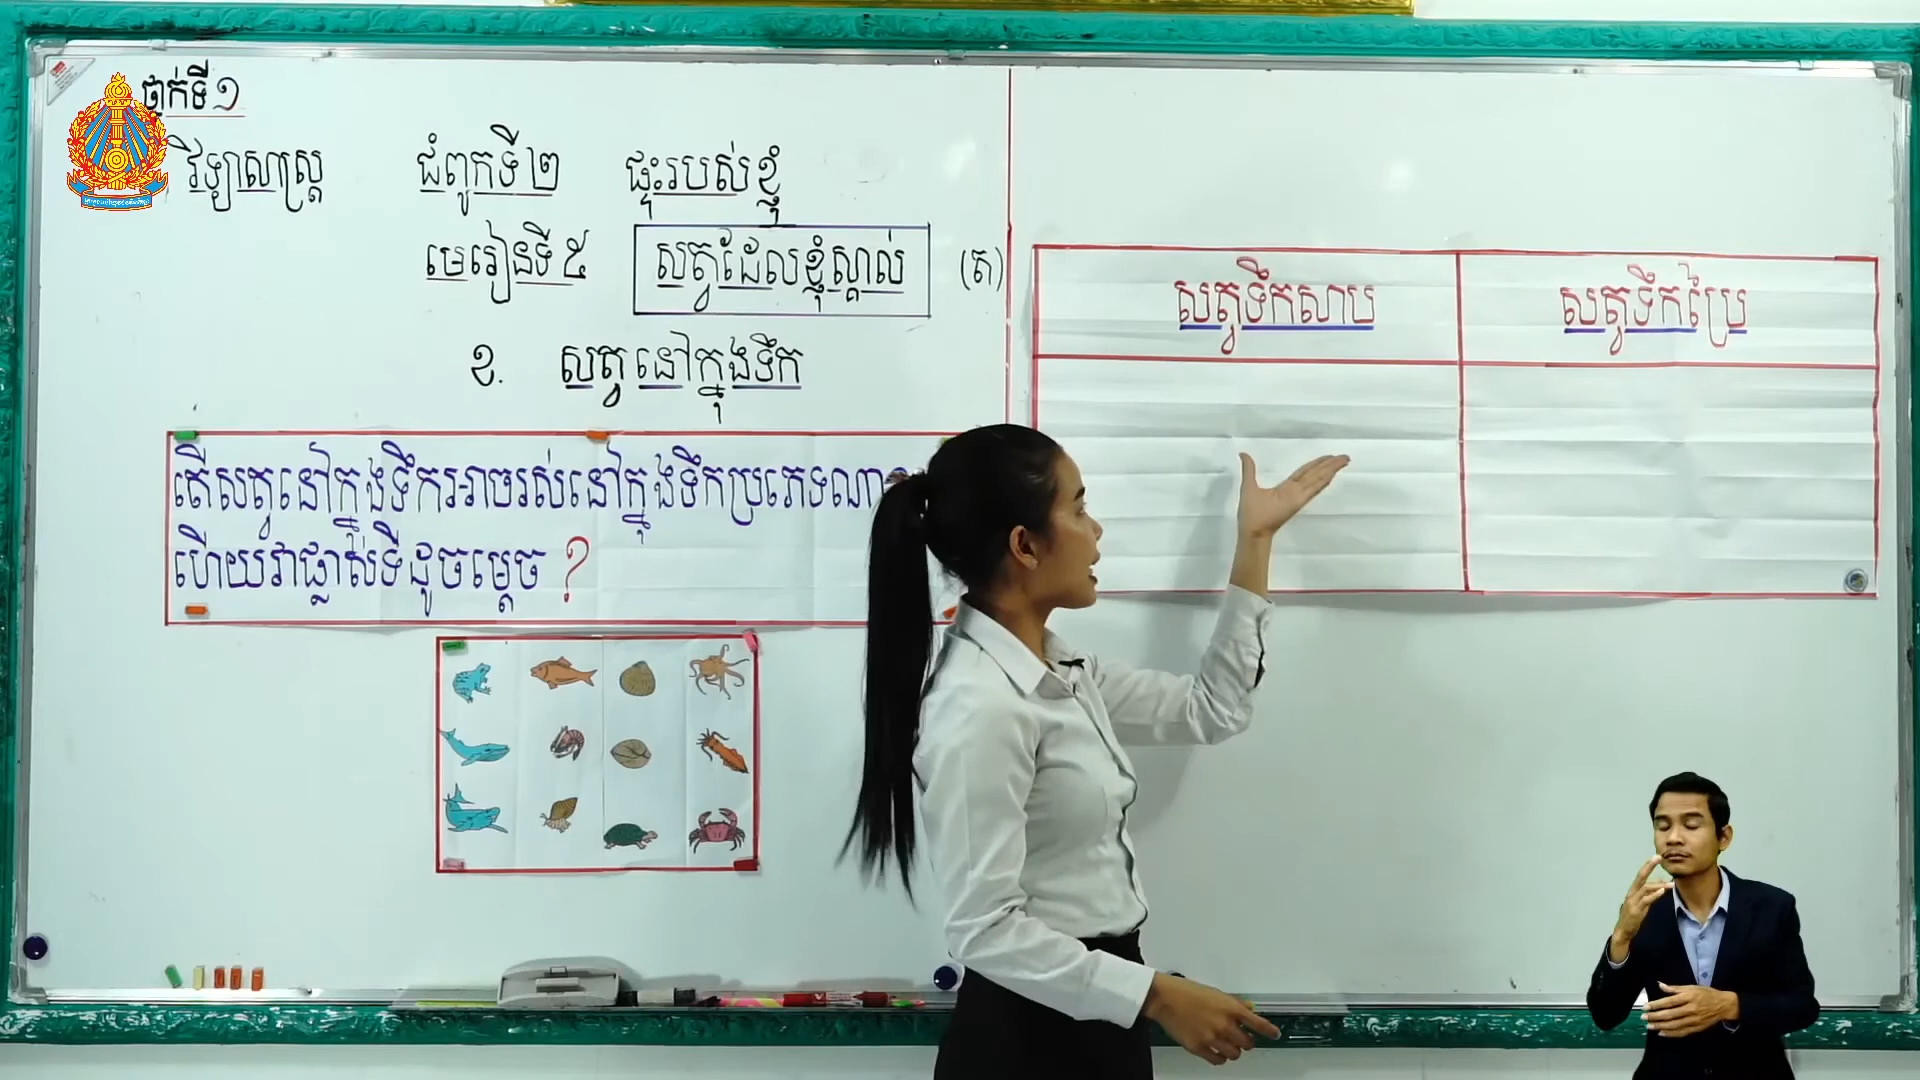 ថ្នាក់ទី១
វិទ្យាសាស្ត្រ ជំពូកទី២ ផ្ទះរបស់ខ្ញុំ
មេរៀនទី៥ សត្វដែលខ្ញុំស្គាល់ (ត)
ខ. សត្វនៅក្នុងទឹក
តើសត្វនៅក្នុងទឹកអាចរស់នៅក្នុងទឹកប្រភេទណា
ហើយវាផ្លាស់ទីដូចម្តេច ?
សត្វទឹកសាប សត្វទឹកប្រៃ